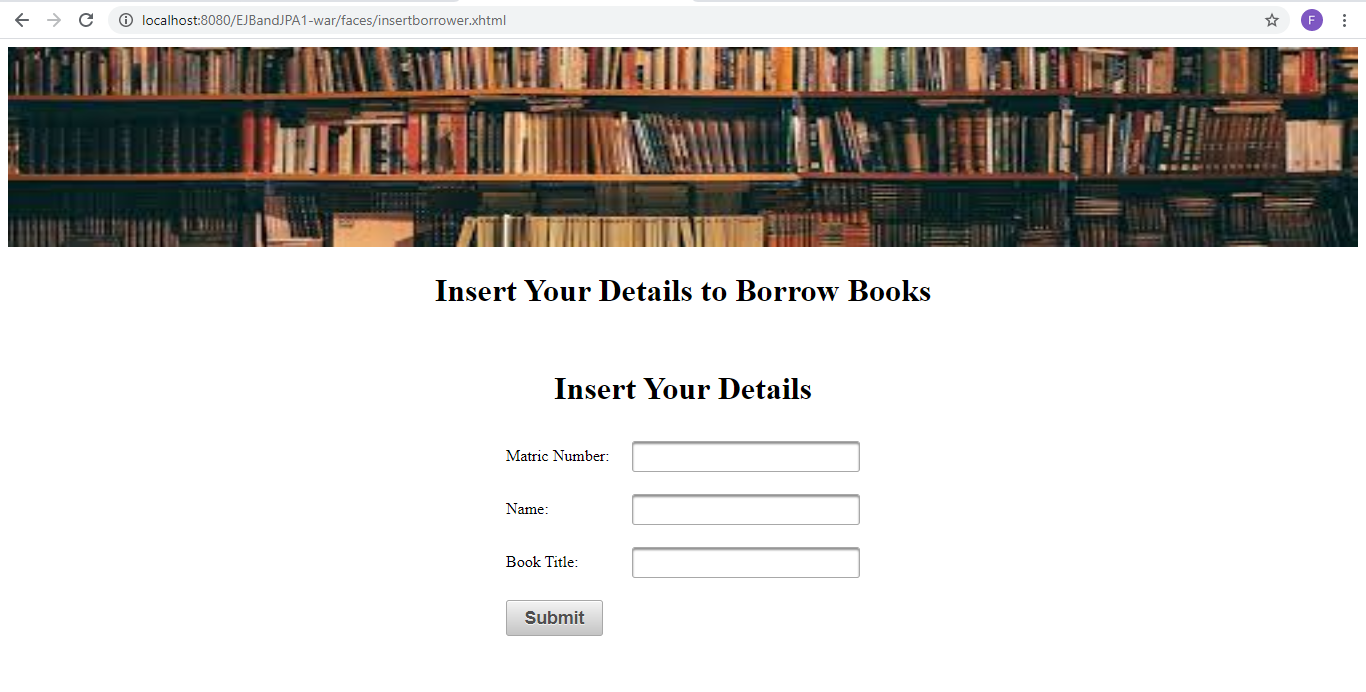 localhost:8080/EJBandJPA1-war/faces/insertborrower.xhtml
F
Insert Your Details to Borrow Books
Insert Your Details
Matric Number:
Name:
Book Title:
Submit